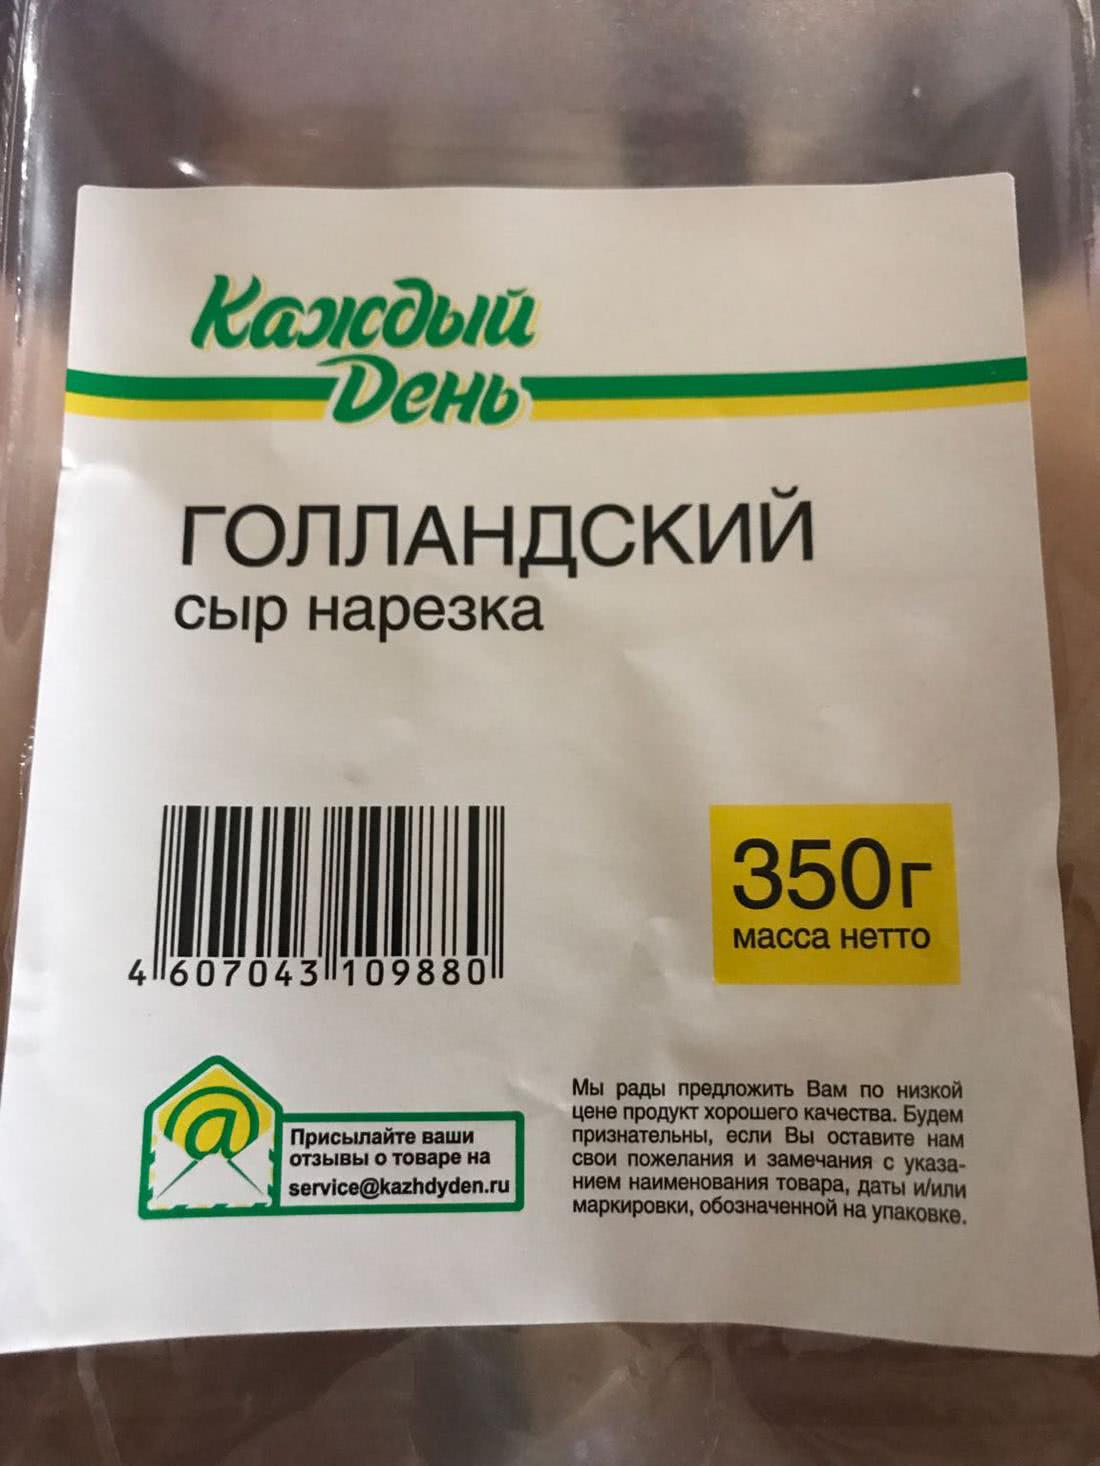 Каждый
День
ГОЛЛАНДСКИЙ
сыр нарезка
350г
масса нетто
4 607043 109880
Присылайте ваши
отзывы о товаре на
service@kazhdyden.ru
Мы рады предложить Вам по низкой
цене продукт хорошего качества. Будем
признательны, если Вы оставите нам
свои пожелания и замечания с указа-
нием наименования товара, даты и/или
маркировки, обозначенной на упаковке.